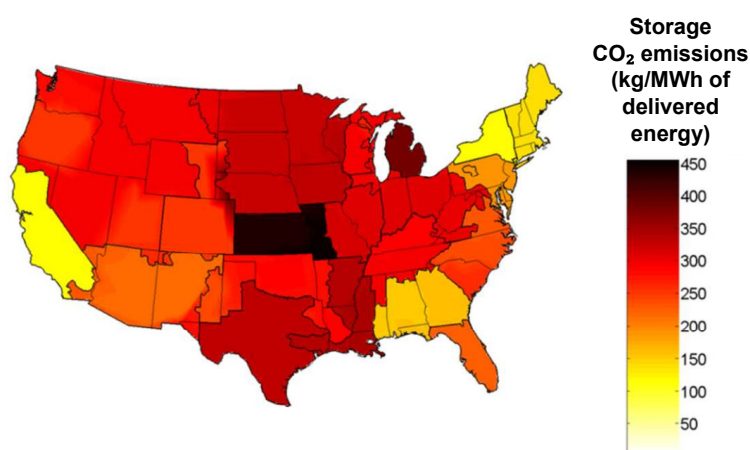 Storage
CO₂ emissions
(kg/MWh of
delivered
energy)
450
400
350
300
250
200
150
100
50